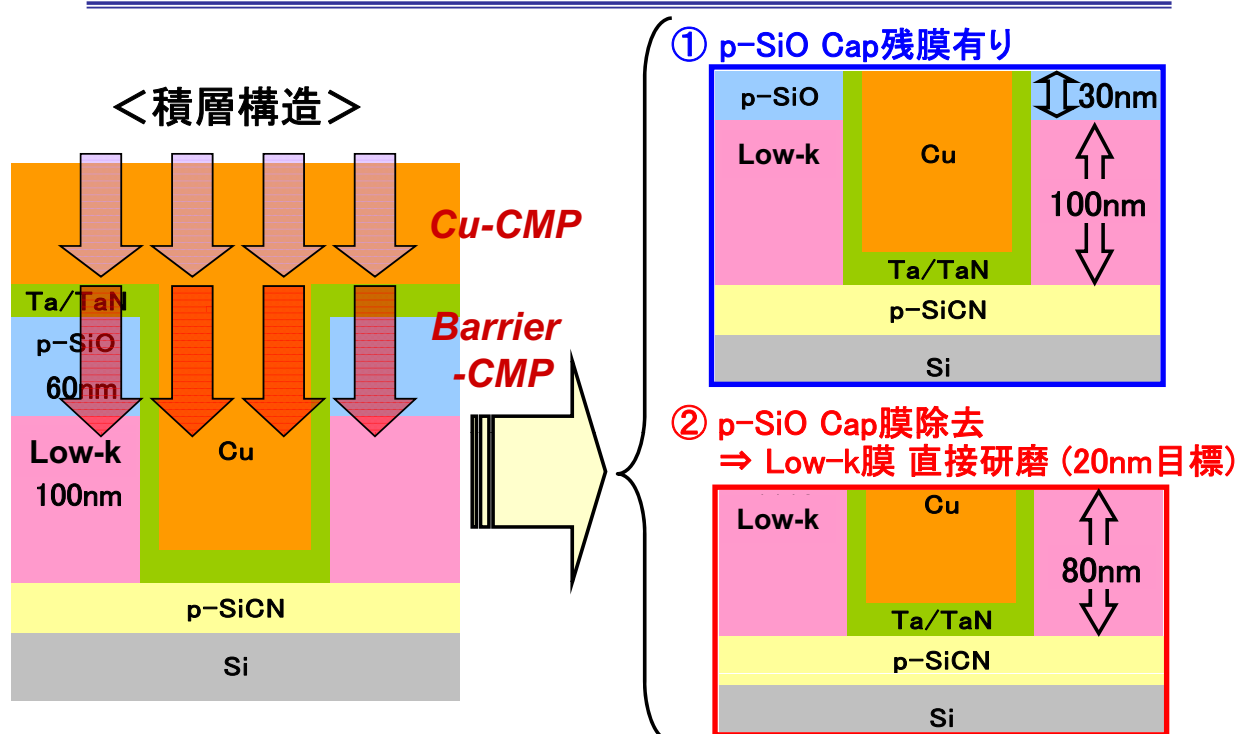 <積層構造>
Cu-CMP
Ta/TaN
p-SiO
60nm
Barrier
-CMP
Low-k
100nm
Cu
p-SiCN
Si
① p-SiO Cap残膜有り
p-SiO
30nm
Low-k
Cu
100nm
Ta/TaN
p-SiCN
Si
② p-SiO Cap膜除去
⇒ Low-k膜 直接研磨 (20nm目標)
Low-k
Cu
80nm
Ta/TaN
p-SiCN
Si